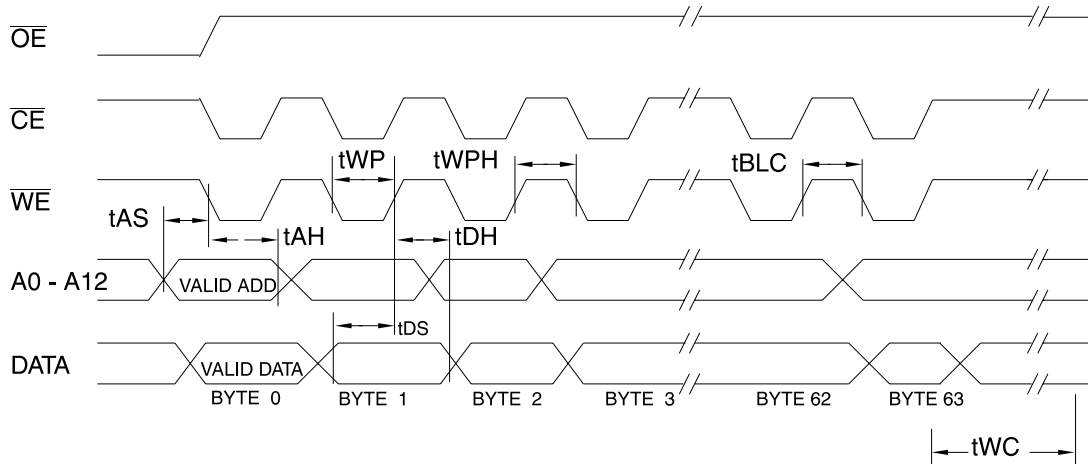 OE
CE
tWP tWPH tBLC
WE
tAS
tAH tDH
A0 - A12 VALID ADD
tDS
DATA VALID DATA
BYTE 0 BYTE 1 BYTE 2 BYTE 3 BYTE 62 BYTE 63
tWC